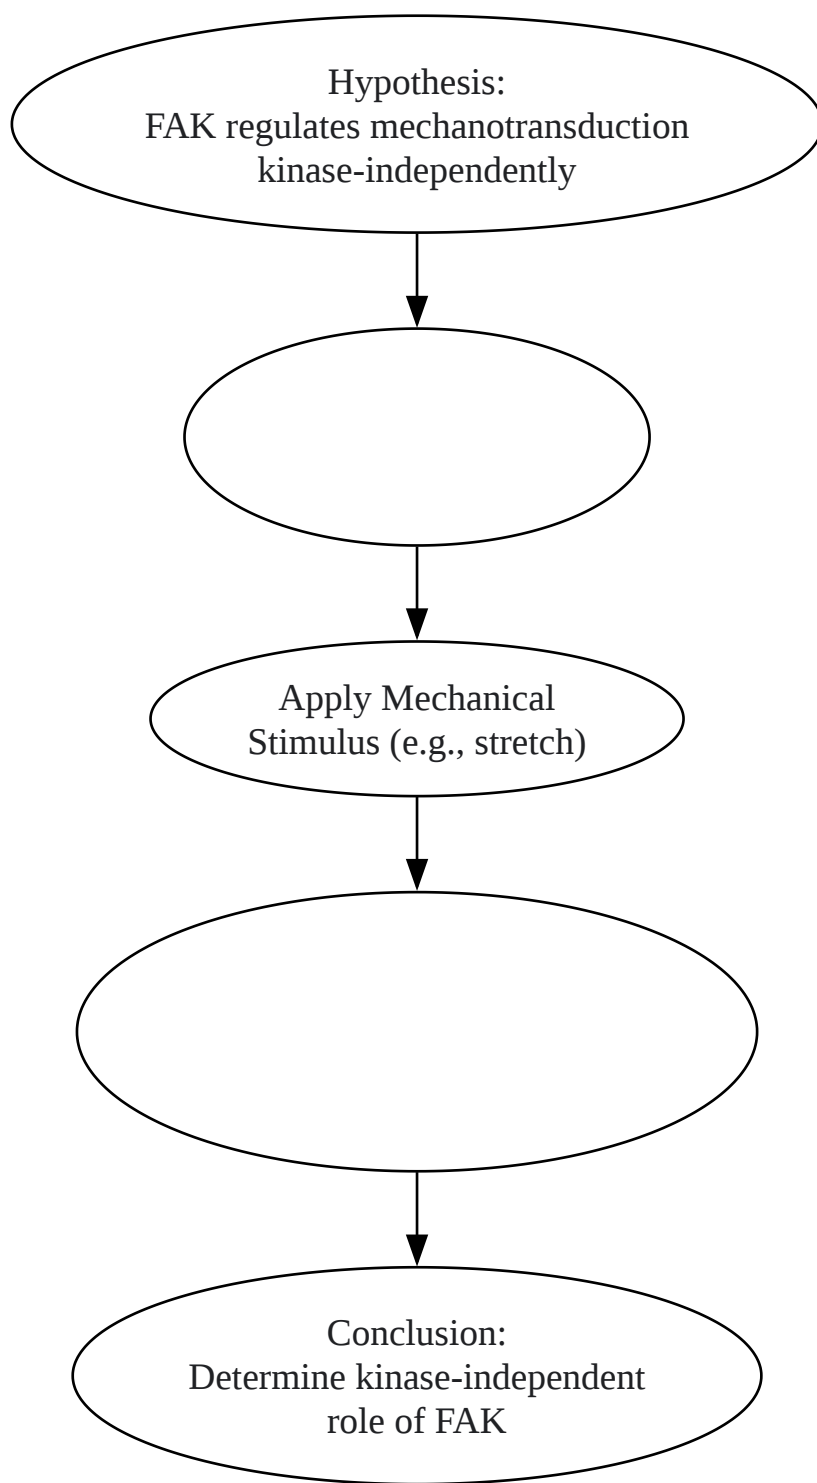 Hypothesis:
FAK regulates mechanotransduction
kinase-independently
Apply Mechanical
Stimulus (e.g., stretch)
Conclusion:
Determine kinase-independent
role of FAK